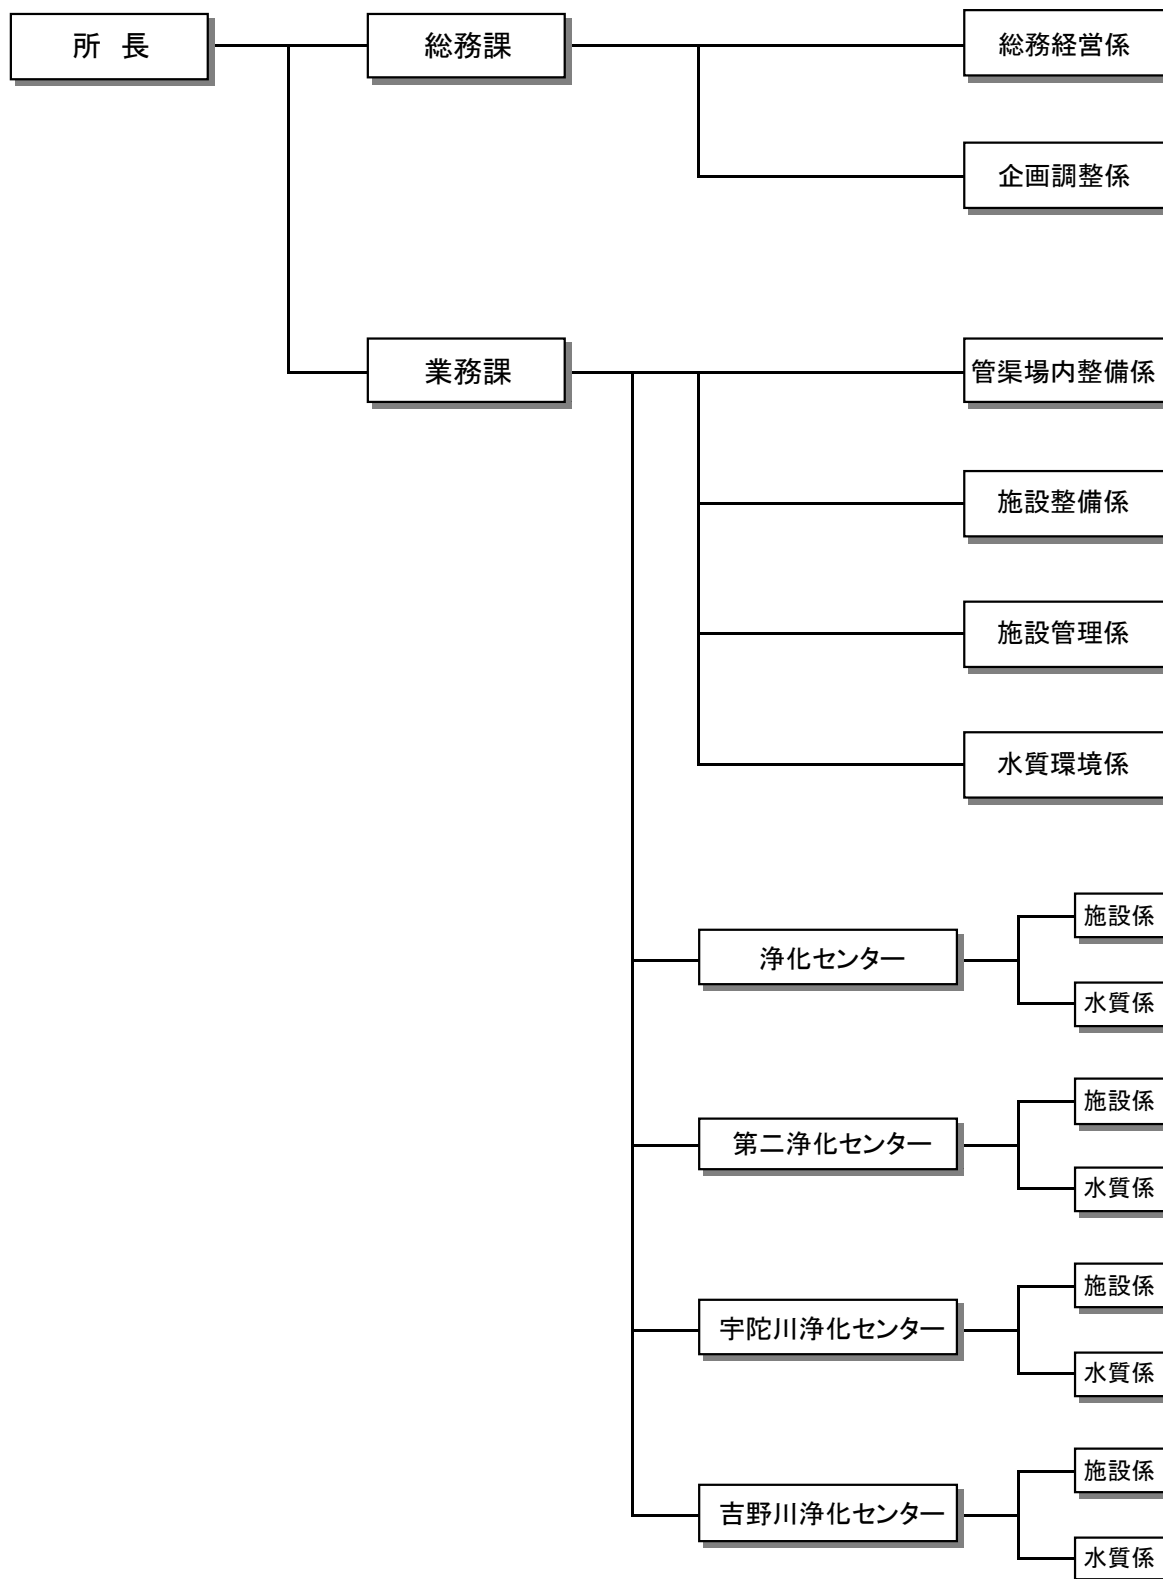 所 長
総務課
総務経営係
企画調整係
業務課
管渠場内整備係
施設整備係
施設管理係
水質環境係
浄化センター
施設係
水質係
第二浄化センター
施設係
水質係
宇陀川浄化センター
施設係
水質係
吉野川浄化センター
施設係
水質係